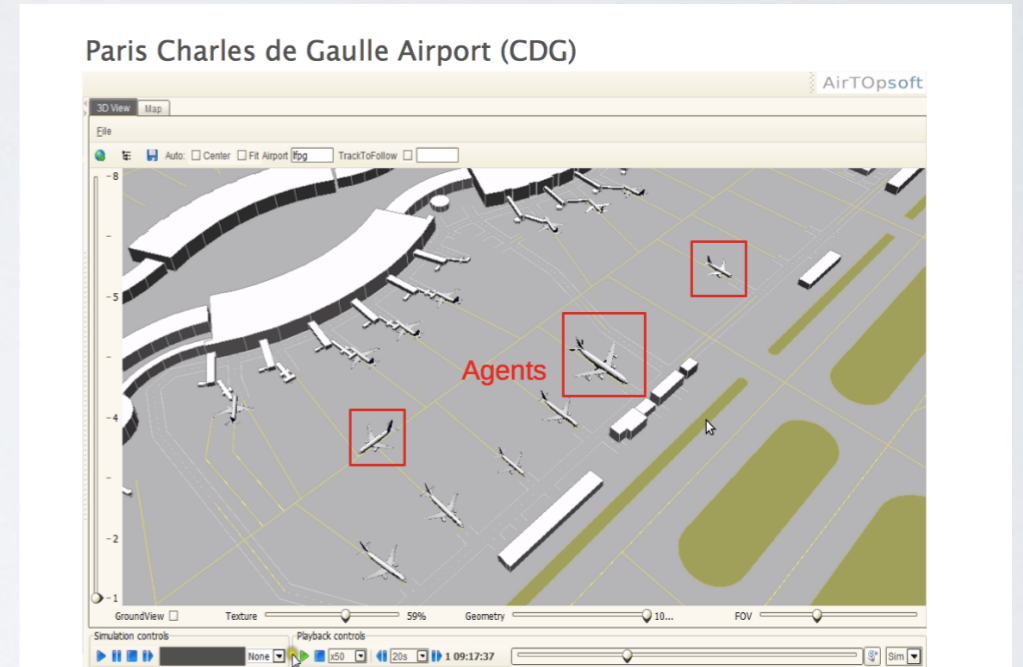 Paris Charles de Gaulle Airport (CDG)
AirTOpsoft
3D View Map
File
Auto: Center Fit Airport lfpg TrackToFollow
8
5
Agents
4
2
1
GroundView Texture 59% Geometry 10... FOV
Simulation controls Playback controls
None x50 20s 1 09:17:37 Sim